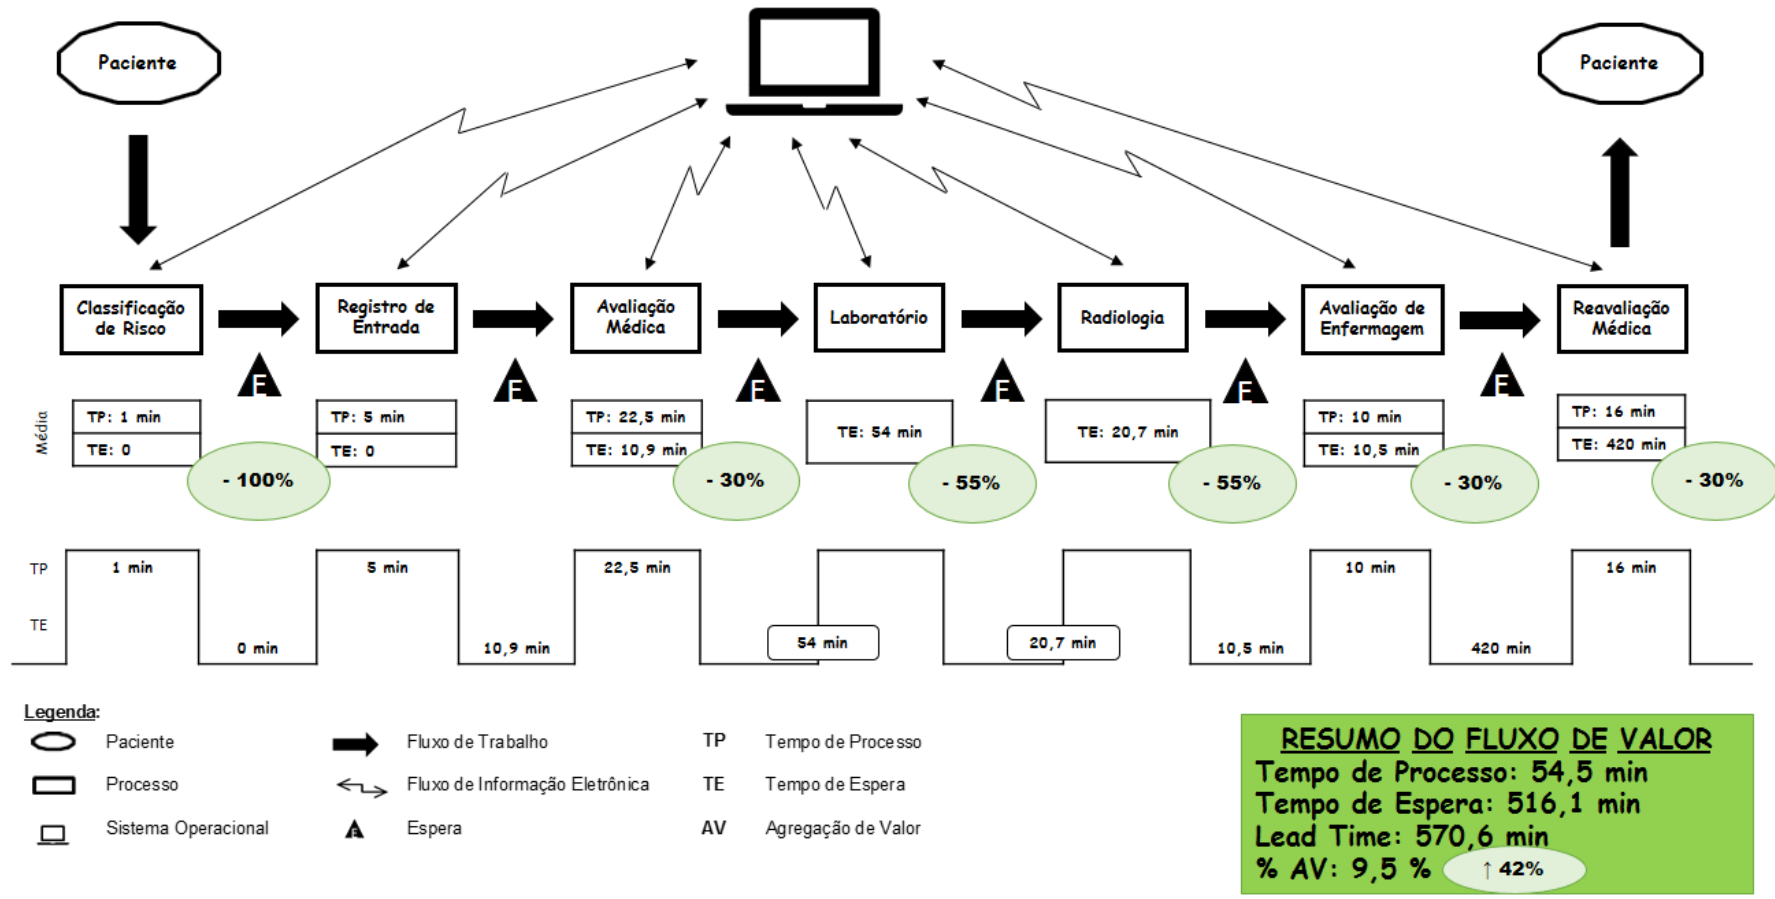 Paciente
Paciente
Classificação
de Risco
Registro de
Entrada
Avaliação
Médica
Laboratório
Radiologia
Avaliação de
Enfermagem
Reavaliação
Médica
E
E
E
E
E
E
Média
TP: 1 min
TE: 0
TP: 5 min
TE: 0
TP: 22,5 min
TE: 10,9 min
TE: 54 min
TE: 20,7 min
TP: 10 min
TE: 10,5 min
TP: 16 min
TE: 420 min
- 100%
- 30%
- 55%
- 55%
- 30%
- 30%
TP
1 min
5 min
22,5 min
10 min
16 min
TE
0 min
10,9 min
54 min
20,7 min
10,5 min
420 min
Legenda:
Paciente
Fluxo de Trabalho
TP Tempo de Processo
Processo
Fluxo de Informação Eletrônica
TE Tempo de Espera
Sistema Operacional
E Espera
AV Agregação de Valor
RESUMO DO FLUXO DE VALOR
Tempo de Processo: 54,5 min
Tempo de Espera: 516,1 min
Lead Time: 570,6 min
% AV: 9,5 % ↑ 42%